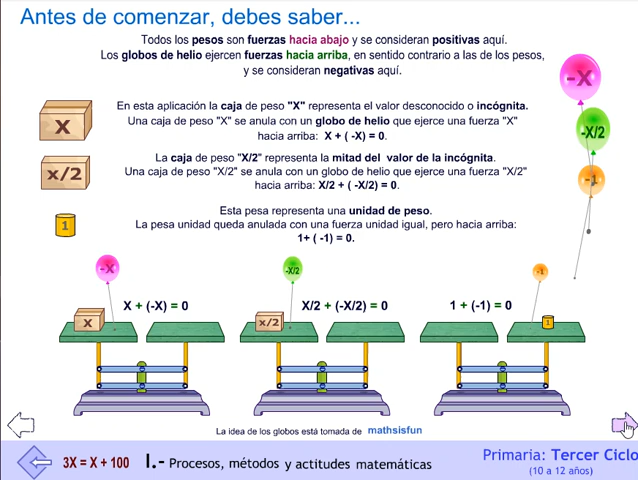 Antes de comenzar, debes saber...
Todos los pesos son fuerzas hacia abajo y se consideran positivas aquí.
Los globos de helio ejercen fuerzas hacia arriba, en sentido contrario a las de los pesos,
y se consideran negativas aquí.
-X
En esta aplicación la caja de peso "X" representa el valor desconocido o incógnita.
Una caja de peso "X" se anula con un globo de helio que ejerce una fuerza "X"
hacia arriba: X + ( -X) = 0.
X
-X/2
La caja de peso "X/2" representa la mitad del valor de la incógnita.
Una caja de peso "X/2" se anula con un globo de helio que ejerce una fuerza "X/2"
hacia arriba: X/2 + ( -X/2) = 0.
x/2
-1
Esta pesa representa una unidad de peso.
La pesa unidad queda anulada con una fuerza unidad igual, pero hacia arriba:
1+ ( -1) = 0.
1
-X
-X/2
-1
X + (-X) = 0
X/2 + (-X/2) = 0
1 + (-1) = 0
X
x/2
1
La idea de los globos está tomada de mathsisfun
3X = X + 100
I.- Procesos, métodos y actitudes matemáticas
Primaria: Tercer Ciclo
(10 a 12 años)